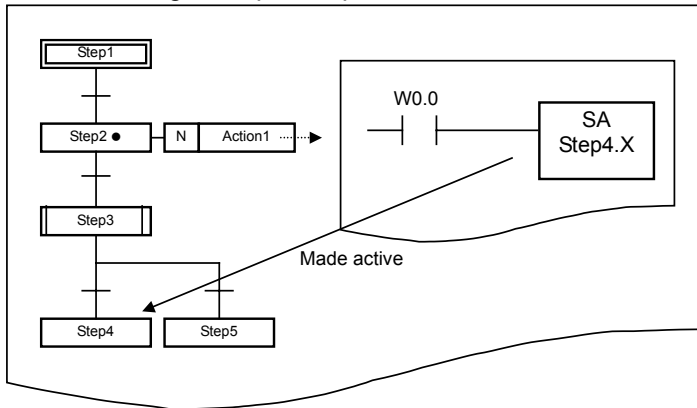 Step1
Step2
N
Action1
W0.0
SA
Step4.X
Step3
Made active
Step4
Step5